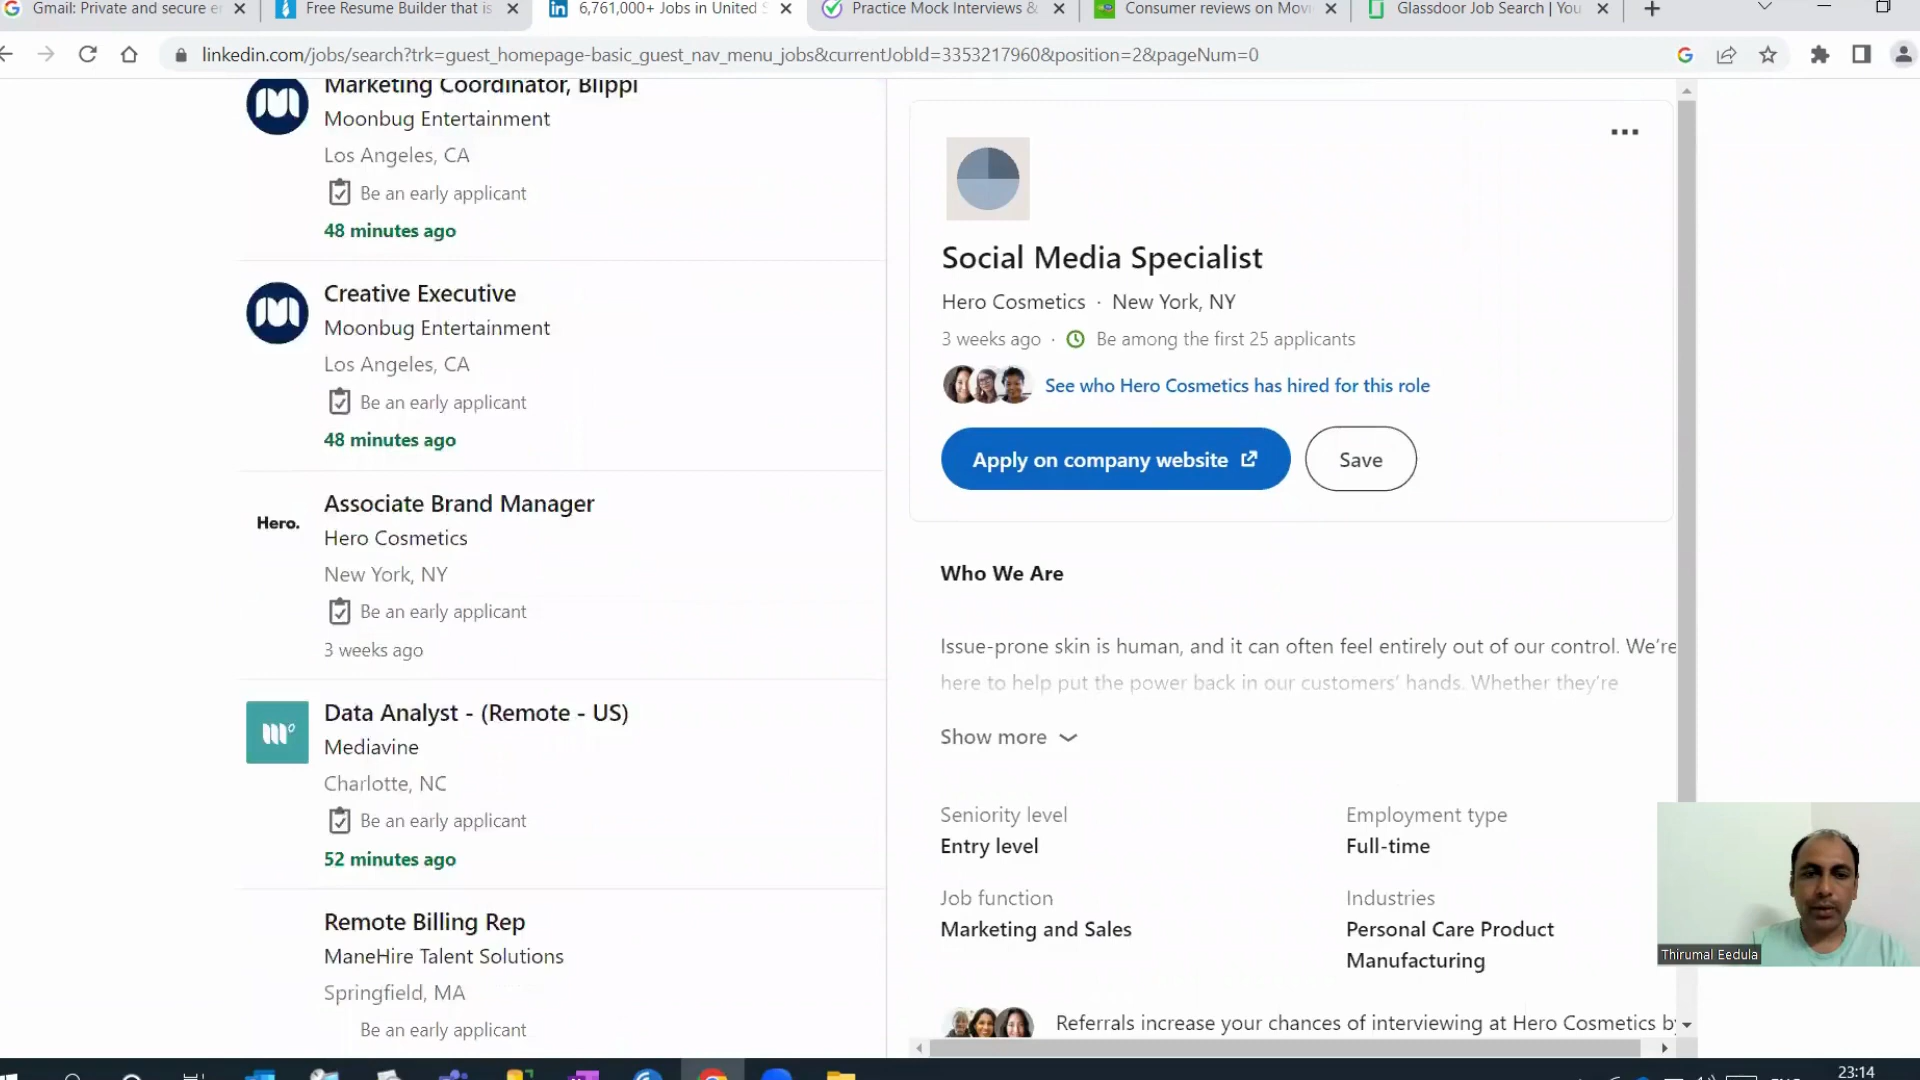 Gmail: Private and secure er
Free Resume Builder that is
6,761,000+ Jobs in United S
Practice Mock Interviews &
Consumer reviews on Mov
Glassdoor Job Search | You
linkedin.com/jobs/search?trk=guest_homepage-basic_guest_nav_menu_jobs&currentJobId=3353217960&position=2&pageNum=0
Marketing Coordinator, Blippi
Moonbug Entertainment
Los Angeles, CA
Be an early applicant
48 minutes ago
Creative Executive
Moonbug Entertainment
Los Angeles, CA
Be an early applicant
48 minutes ago
Hero.
Associate Brand Manager
Hero Cosmetics
New York, NY
Be an early applicant
3 weeks ago
Data Analyst - (Remote - US)
Mediavine
Charlotte, NC
Be an early applicant
52 minutes ago
Remote Billing Rep
ManeHire Talent Solutions
Springfield, MA
Be an early applicant
Social Media Specialist
Hero Cosmetics · New York, NY
3 weeks ago · Be among the first 25 applicants
See who Hero Cosmetics has hired for this role
Apply on company website
Save
Who We Are
Issue-prone skin is human, and it can often feel entirely out of our control. We're
here to help put the power back in our customers' hands. Whether they're
Show more
Seniority level
Entry level
Employment type
Full-time
Job function
Marketing and Sales
Industries
Personal Care Product
Manufacturing
Referrals increase your chances of interviewing at Hero Cosmetics by
Thirumal Eedula
23:14